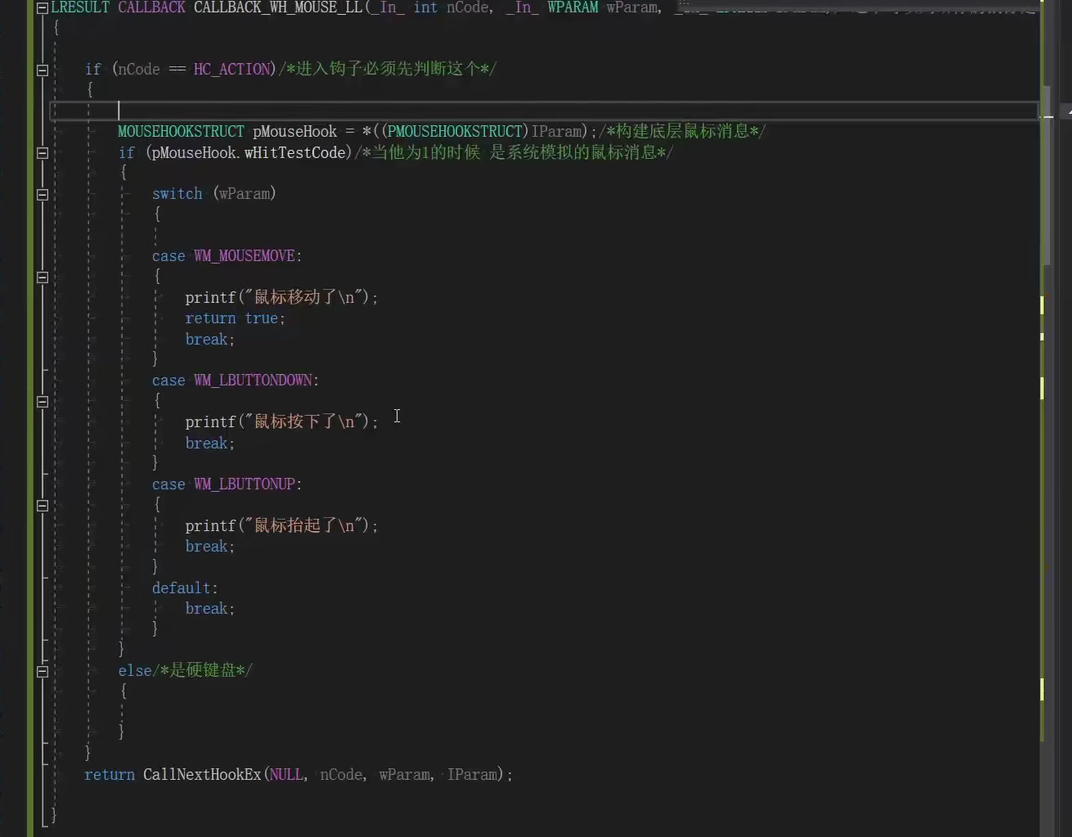 LRESULT CALLBACK CALLBACK_WH_MOUSE_LL(_In_ int nCode, _In_ WPARAM wParam,
{
if (nCode == HC_ACTION)/*进入钩子必须先判断这个*/
{
MOUSEHOOKSTRUCT pMouseHook = *((PMOUSEHOOKSTRUCT)IParam);/*构建底层鼠标消息*/
if (pMouseHook.wHitTestCode)/*当他为1的时候 是系统模拟的鼠标消息*/
{
switch (wParam)
{
case WM_MOUSEMOVE:
{
printf("鼠标移动了\n");
return true;
break;
}
case WM_LBUTTONDOWN:
{
printf("鼠标按下了\n");
break;
}
case WM_LBUTTONUP:
{
printf("鼠标抬起了\n");
break;
}
default:
break;
}
}
else/*是硬键盘*/
{
}
}
return CallNextHookEx(NULL, nCode, wParam, IParam);
}